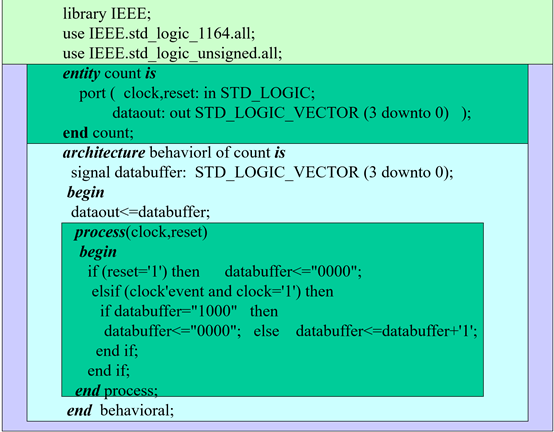 library IEEE;
use IEEE.std_logic_1164.all;
use IEEE.std_logic_unsigned.all;
entity count is
port ( clock,reset: in STD_LOGIC;
dataout: out STD_LOGIC_VECTOR (3 downto 0) );
end count;
architecture behaviorl of count is
signal databuffer: STD_LOGIC_VECTOR (3 downto 0);
begin
dataout<=databuffer;
process(clock,reset)
begin
if (reset='1') then databuffer<="0000";
elsif (clock'event and clock='1') then
if databuffer="1000" then
databuffer<="0000"; else databuffer<=databuffer+'1';
end if;
end if;
end process;
end behavioral;